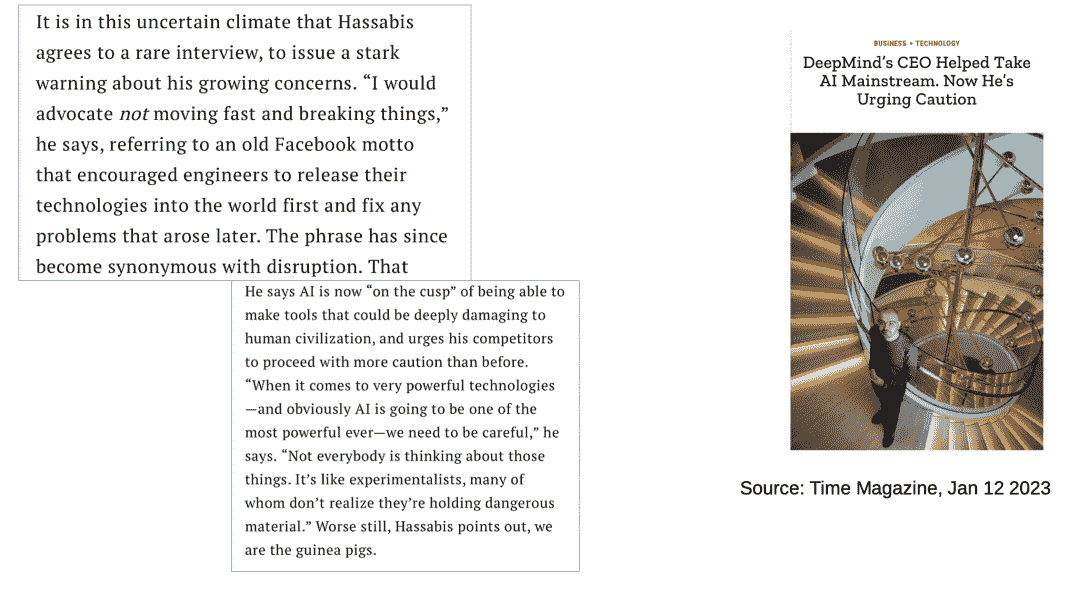 It is in this uncertain climate that Hassabis
agrees to a rare interview, to issue a stark
warning about his growing concerns. “I would
advocate not moving fast and breaking things,”
he says, referring to an old Facebook motto
that encouraged engineers to release their
technologies into the world first and fix any
problems that arose later. The phrase has since
become synonymous with disruption. That
He says AI is now “on the cusp” of being able to
make tools that could be deeply damaging to
human civilization, and urges his competitors
to proceed with more caution than before.
“When it comes to very powerful technologies
—and obviously AI is going to be one of the
most powerful ever—we need to be careful,” he
says. “Not everybody is thinking about those
things. It’s like experimentalists, many of
whom don’t realize they’re holding dangerous
material.” Worse still, Hassabis points out, we
are the guinea pigs.
BUSINESS • TECHNOLOGY
DeepMind’s CEO Helped Take
AI Mainstream. Now He’s
Urging Caution
Source: Time Magazine, Jan 12 2023